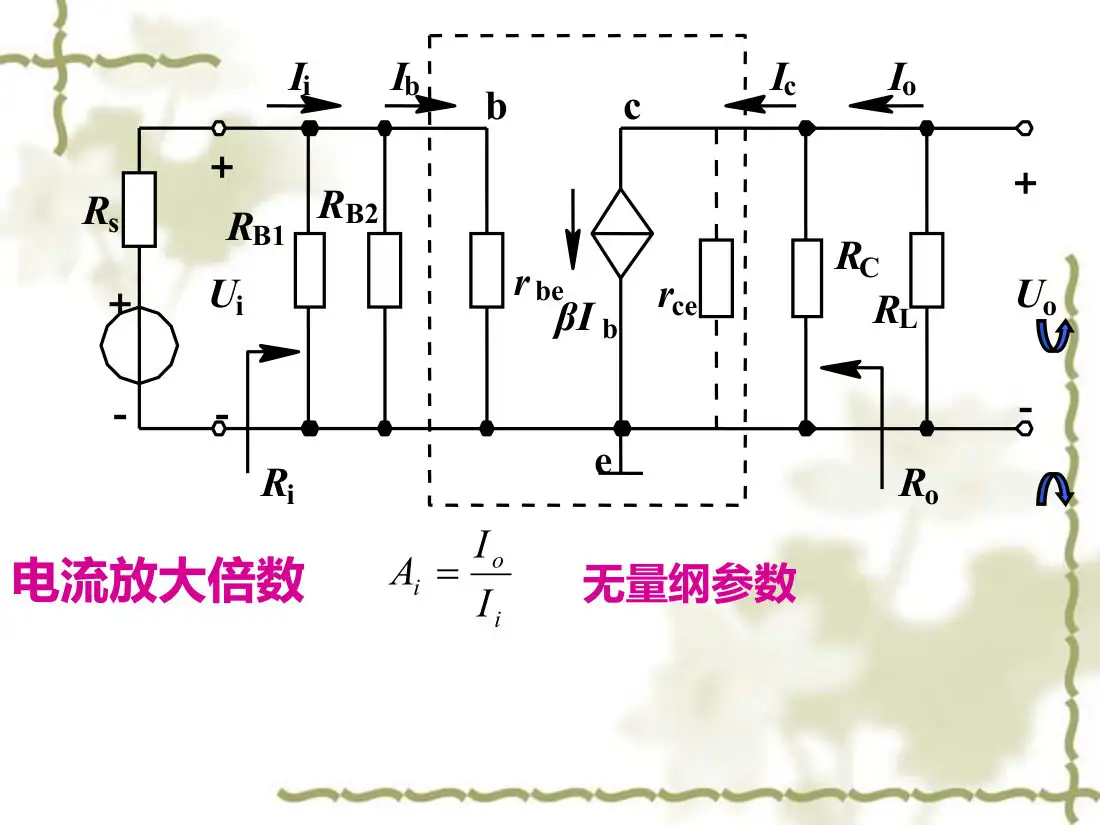 Ii Ib b c Ic Io
+ +
Rs RB1 RB2
+ Ui rbe βIb rce RC RL Uo
- - -
Ri e Ro
电流放大倍数 Ai = Io / Ii 无量纲参数